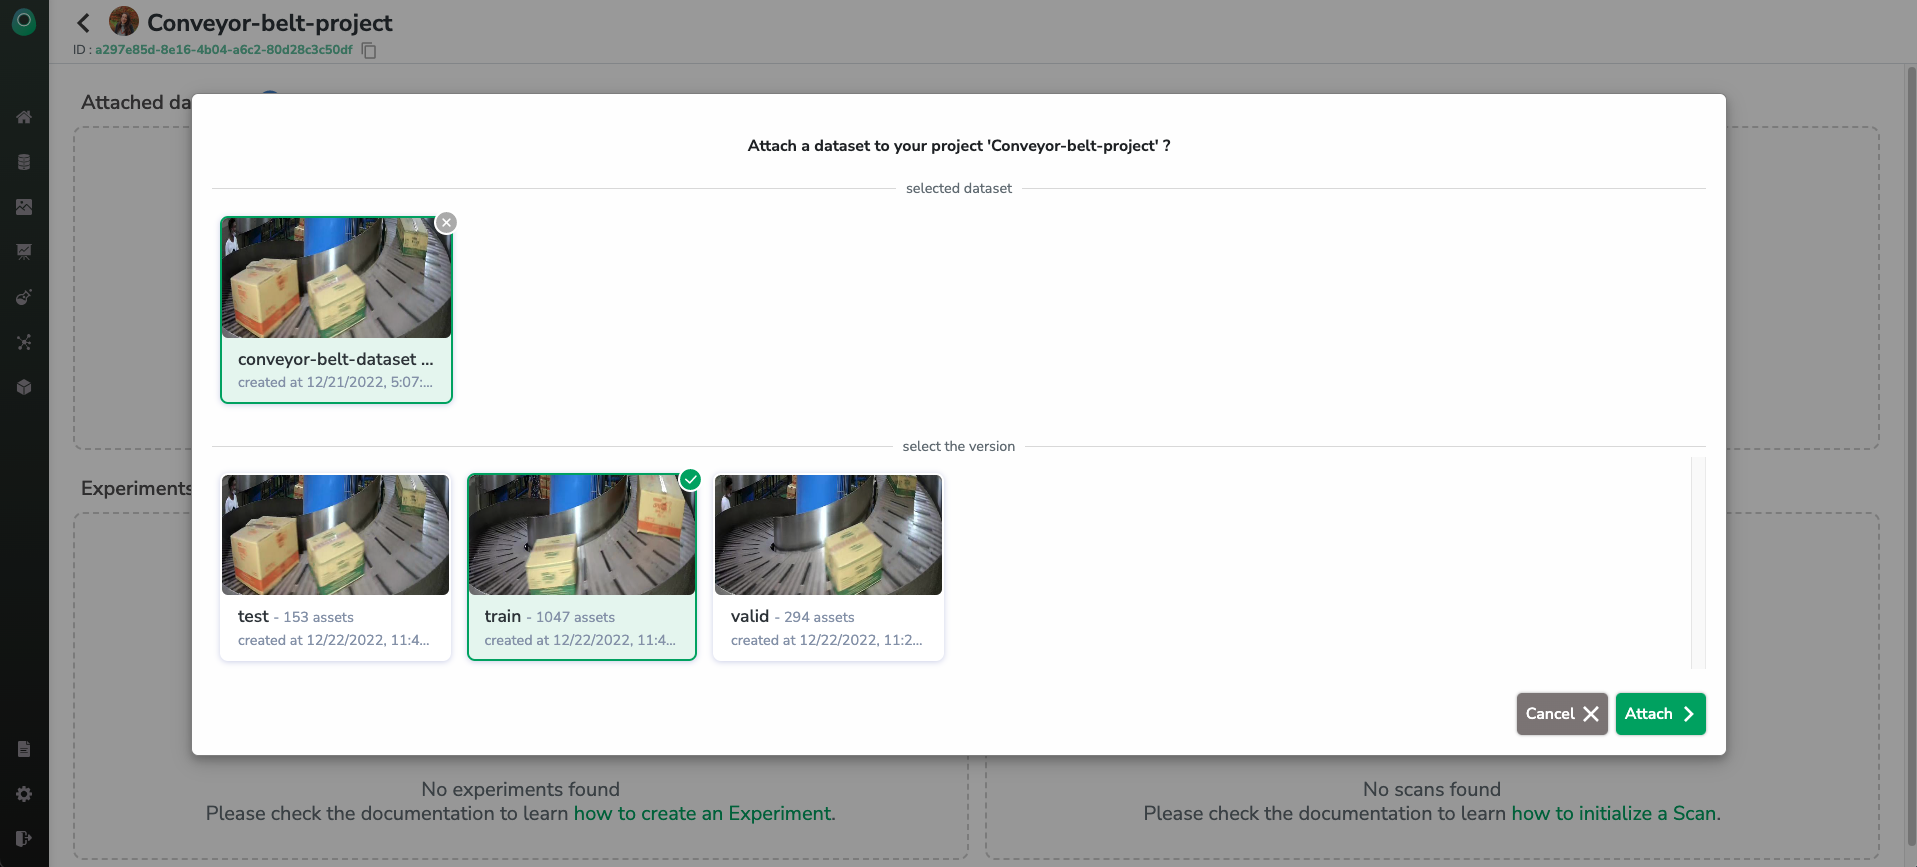 Conveyor-belt-project
ID : a297e85d-8e16-4b04-a6c2-80d28c3c50df
Attached da
Attach a dataset to your project 'Conveyor-belt-project' ?
selected dataset
conveyor-belt-dataset ...
created at 12/21/2022, 5:07:...
select the version
Experiments
test - 153 assets
created at 12/22/2022, 11:4...
train - 1047 assets
created at 12/22/2022, 11:4...
valid - 294 assets
created at 12/22/2022, 11:2...
Cancel
Attach
No experiments found
Please check the documentation to learn how to create an Experiment.
No scans found
Please check the documentation to learn how to initialize a Scan.